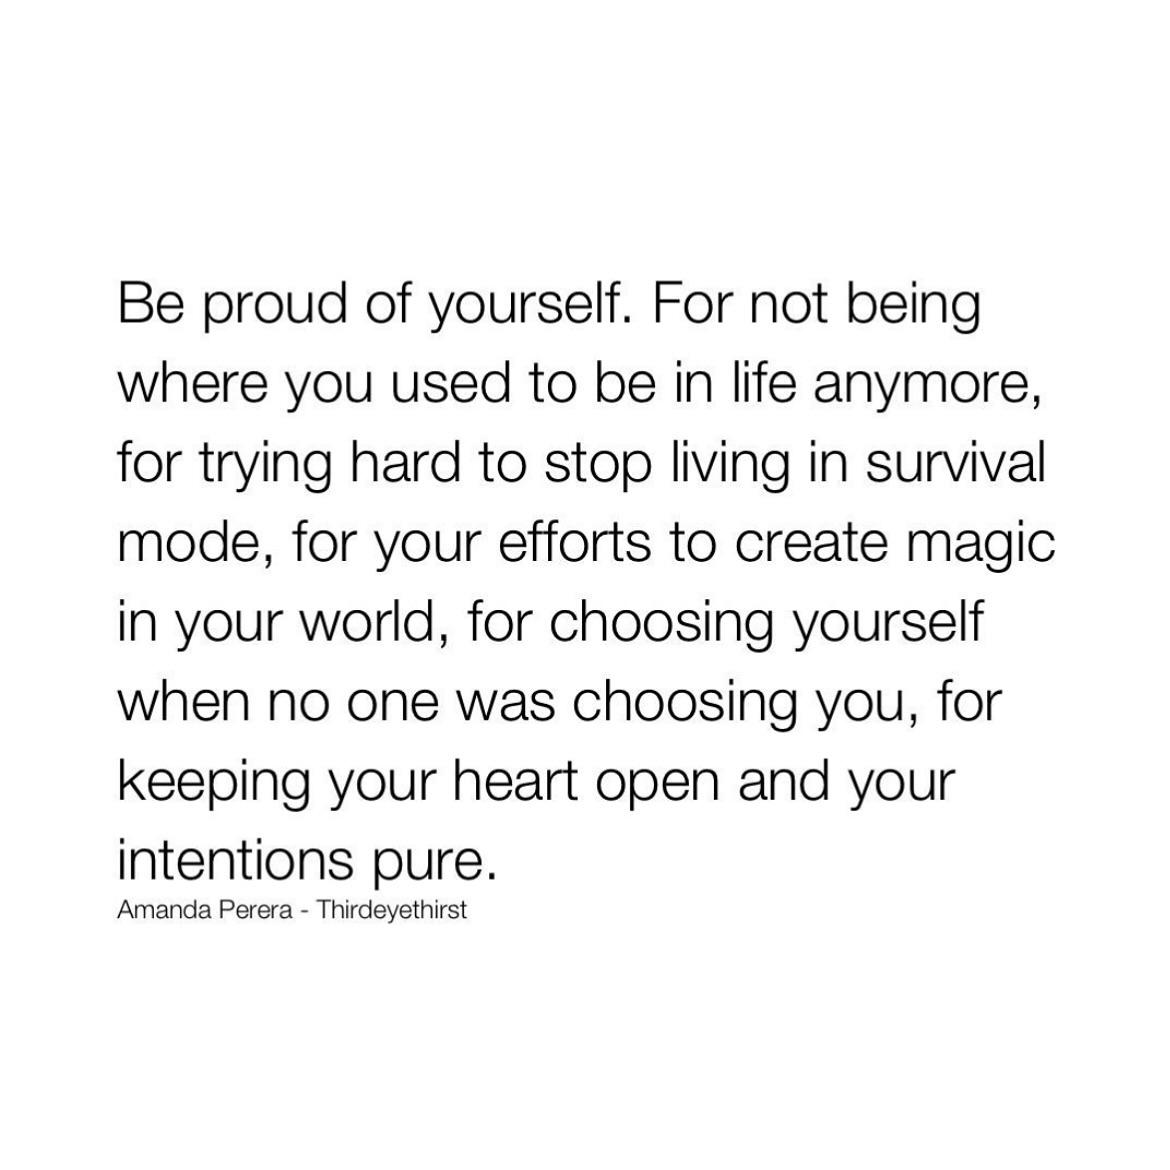 Be proud of yourself. For not being
where you used to be in life anymore,
for trying hard to stop living in survival
mode, for your efforts to create magic
in your world, for choosing yourself
when no one was choosing you, for
keeping your heart open and your
intentions pure.
Amanda Perera - Thirdeyethirst